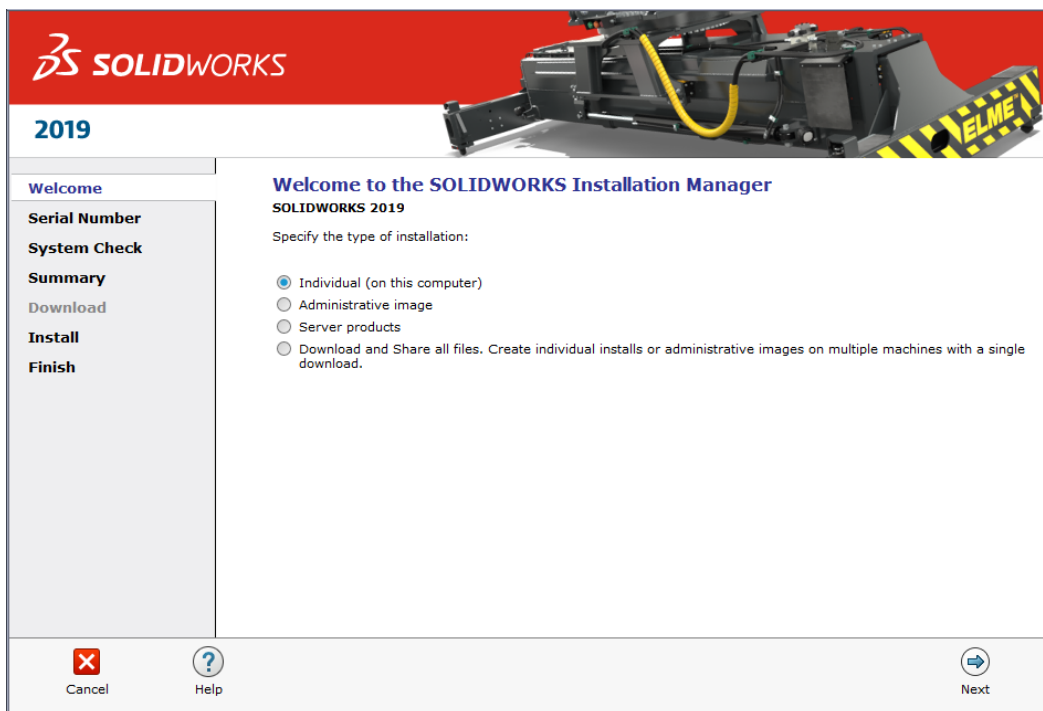 SOLIDWORKS
2019
ELME
Welcome
Serial Number
System Check
Summary
Download
Install
Finish
Welcome to the SOLIDWORKS Installation Manager
SOLIDWORKS 2019
Specify the type of installation:
Individual (on this computer)
Administrative image
Server products
Download and Share all files. Create individual installs or administrative images on multiple machines with a single
download.
Cancel
Help
Next